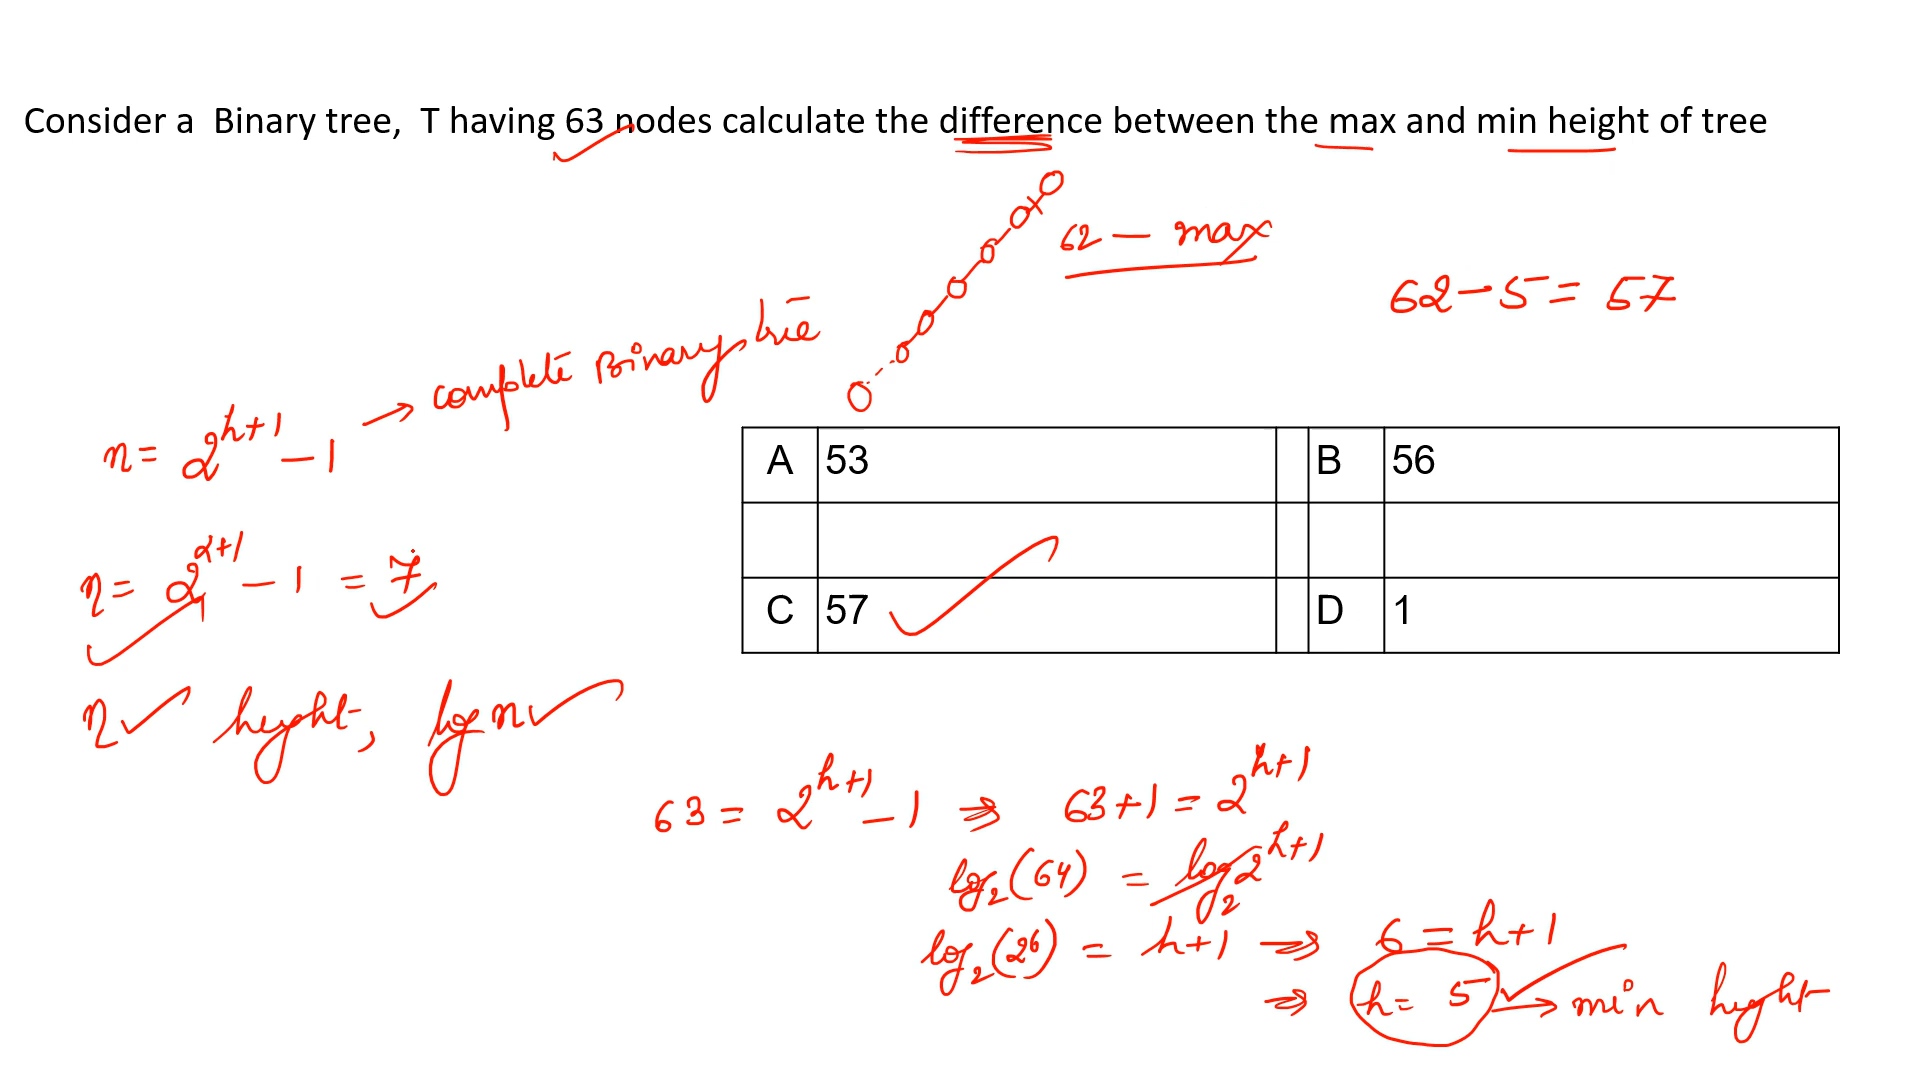 Consider a Binary tree, T having 63 nodes calculate the difference between the max and min height of tree
62 - max
62-5 = 57
n = 2^h+1 - 1 → complete Binary tree
n = 2^2+1 - 1 = 7
n height, log n
A 53 B 56
C 57 D 1
63 = 2^h+1 - 1 ⇒ 63+1 = 2^h+1
log₂(64) = log₂2^h+1
log₂(2^6) = h+1 ⇒ 6 = h+1
⇒ h = 5 → min hight